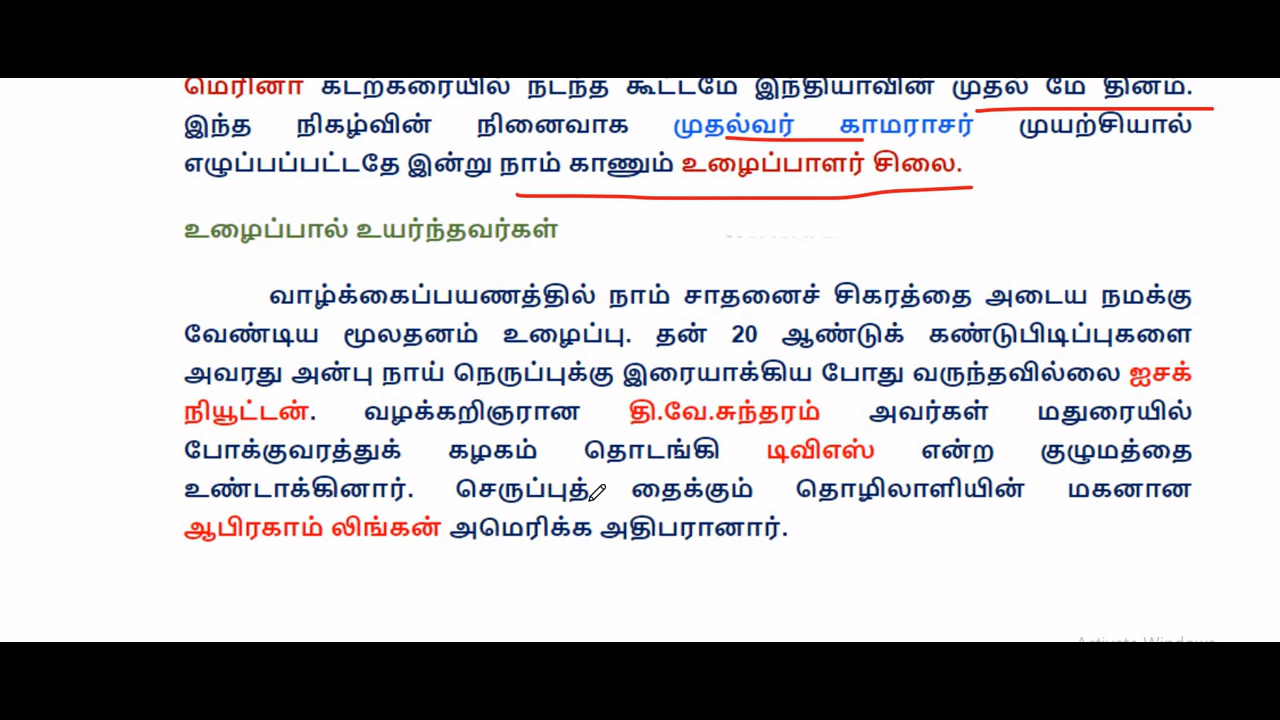 மெரினா கடற்கரையில் நடந்த கூட்டமே இந்தியாவின் முதல் மே தினம்.
இந்த நிகழ்வின் நினைவாக முதல்வர் காமராசர் முயற்சியால்
எழுப்பப்பட்டதே இன்று நாம் காணும் உழைப்பாளர் சிலை.
உழைப்பால் உயர்ந்தவர்கள்
வாழ்க்கைப்பயணத்தில் நாம் சாதனைச் சிகரத்தை அடைய நமக்கு
வேண்டிய மூலதனம் உழைப்பு. தன் 20 ஆண்டுக் கண்டுபிடிப்புகளை
அவரது அன்பு நாய் நெருப்புக்கு இரையாக்கிய போது வருந்தவில்லை ஐசக்
நியூட்டன். வழக்கறிஞரான தி.வே.சுந்தரம் அவர்கள் மதுரையில்
போக்குவரத்துக் கழகம் தொடங்கி டிவிஎஸ் என்ற குழுமத்தை
உண்டாக்கினார். செருப்புத் தைக்கும் தொழிலாளியின் மகனான
ஆபிரகாம் லிங்கன் அமெரிக்க அதிபரானார்.
Activate Windows